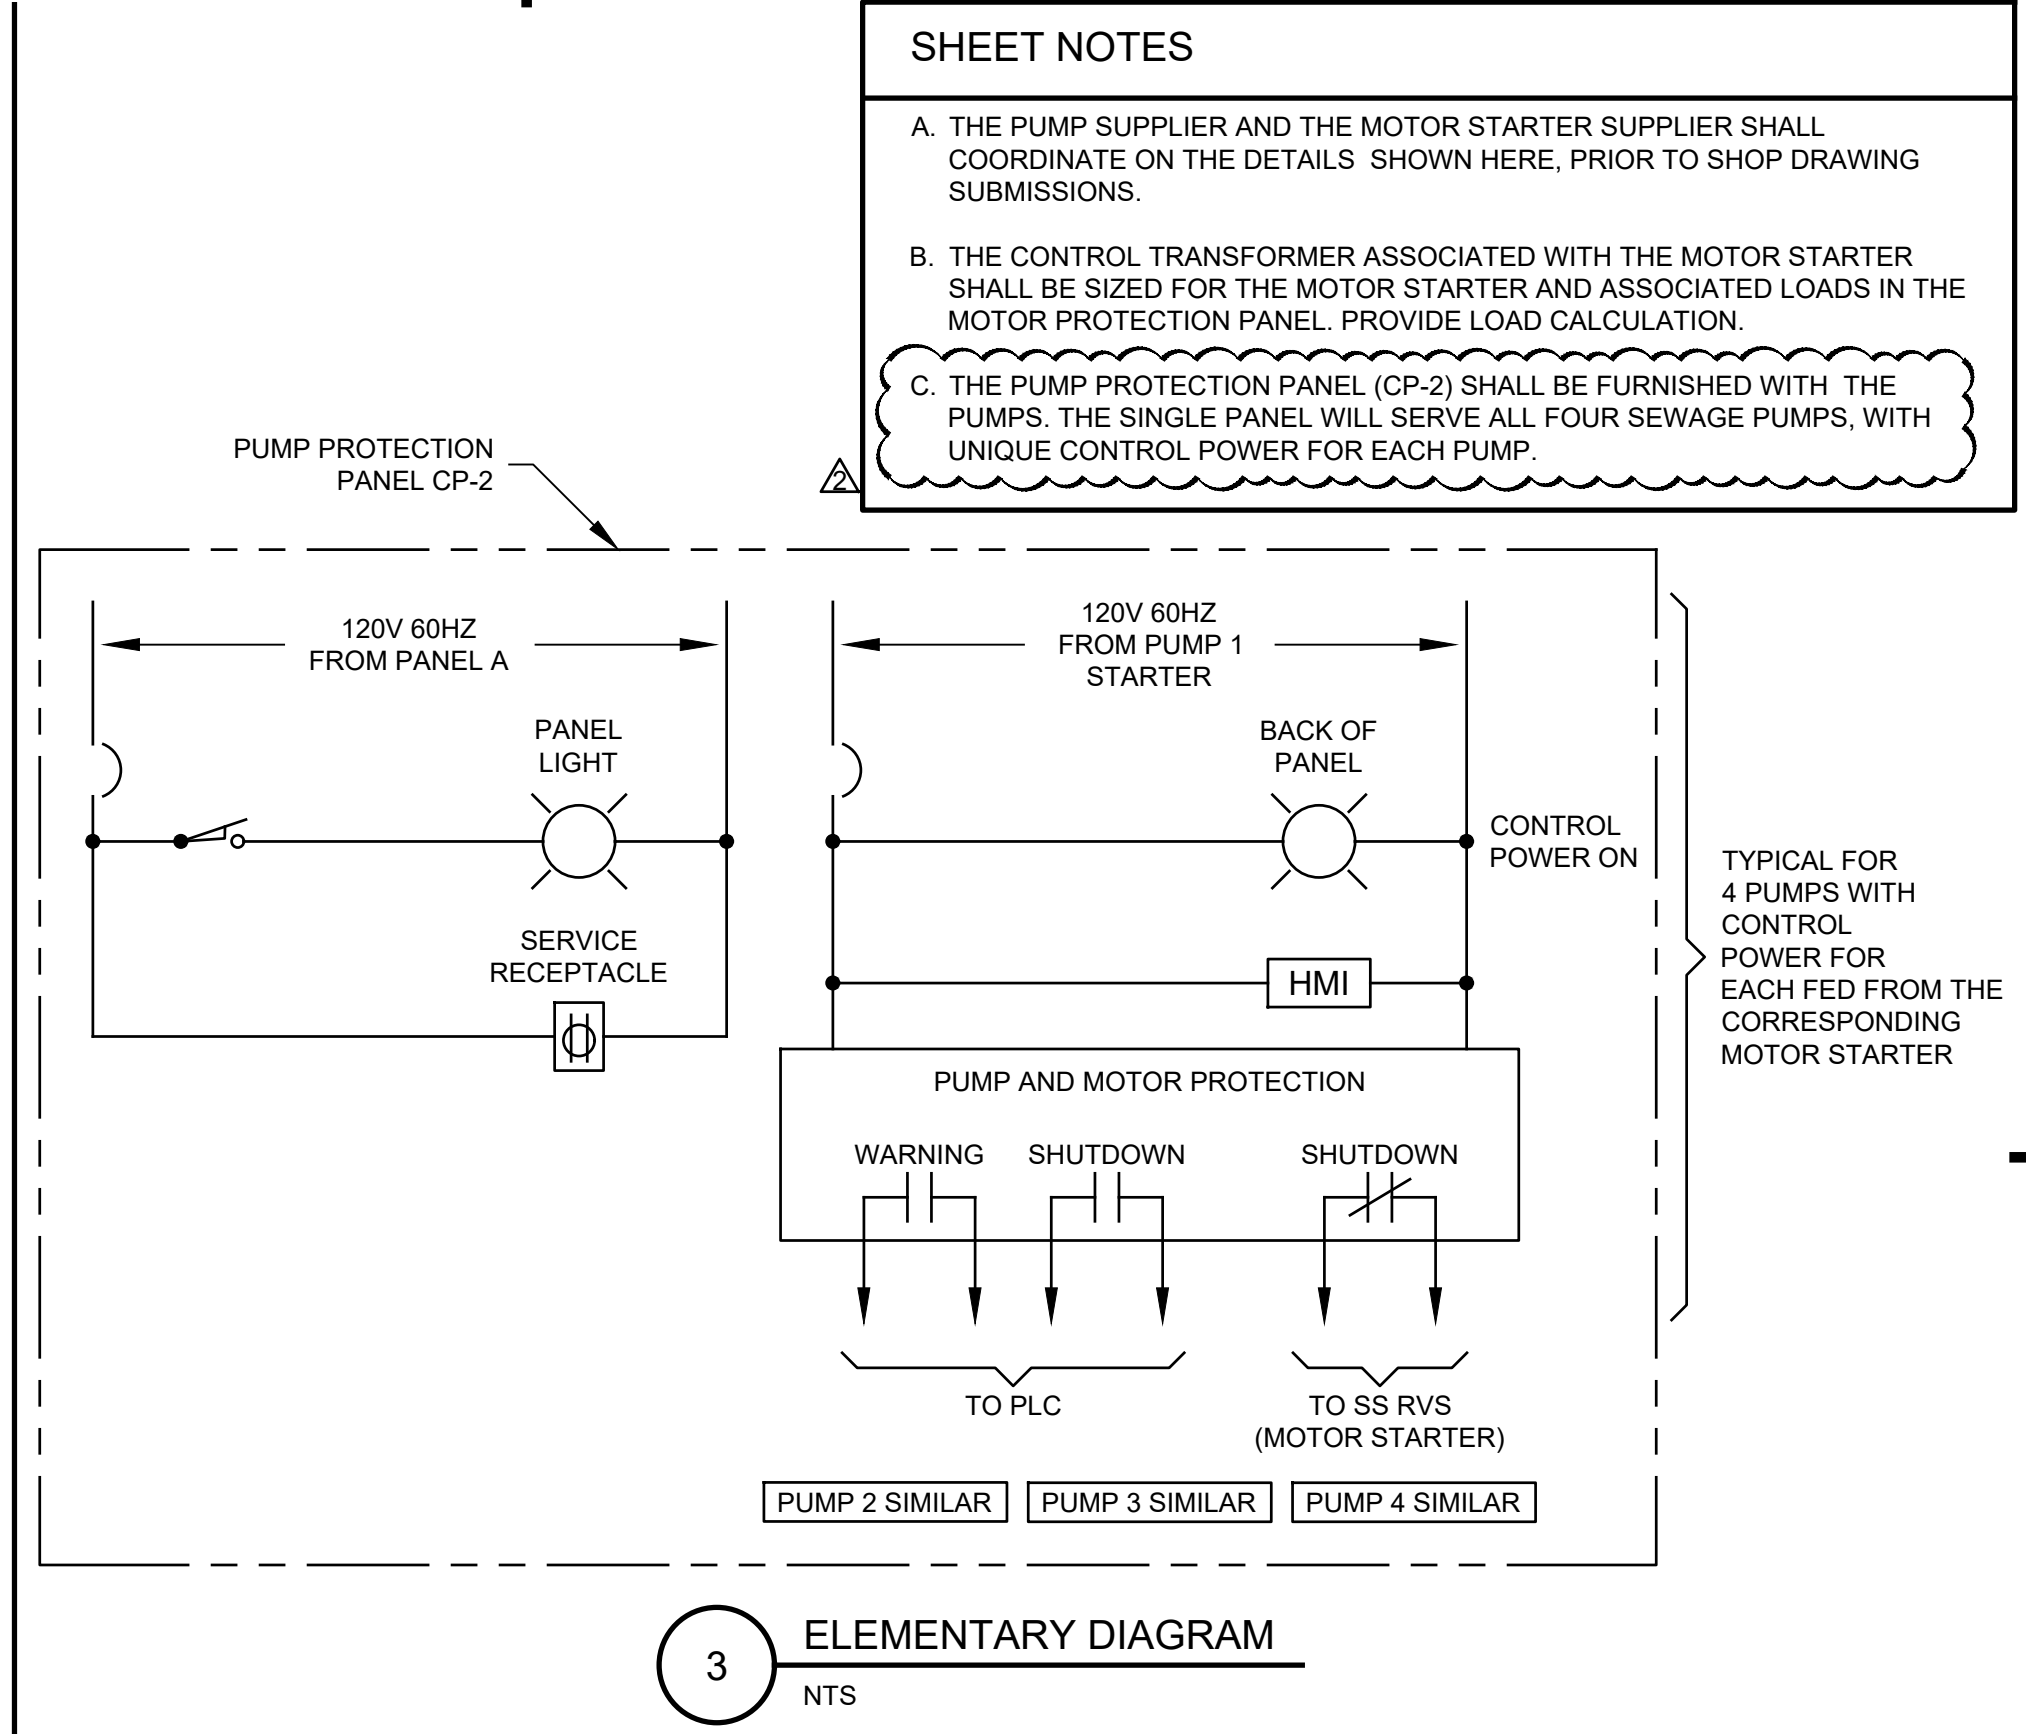 SHEET NOTES
A. THE PUMP SUPPLIER AND THE MOTOR STARTER SUPPLIER SHALL
COORDINATE ON THE DETAILS SHOWN HERE, PRIOR TO SHOP DRAWING
SUBMISSIONS.
B. THE CONTROL TRANSFORMER ASSOCIATED WITH THE MOTOR STARTER
SHALL BE SIZED FOR THE MOTOR STARTER AND ASSOCIATED LOADS IN THE
MOTOR PROTECTION PANEL. PROVIDE LOAD CALCULATION.
C. THE PUMP PROTECTION PANEL (CP-2) SHALL BE FURNISHED WITH THE
PUMPS. THE SINGLE PANEL WILL SERVE ALL FOUR SEWAGE PUMPS, WITH
UNIQUE CONTROL POWER FOR EACH PUMP.
2
PUMP PROTECTION
PANEL CP-2
120V 60HZ
FROM PANEL A
PANEL
LIGHT
SERVICE
RECEPTACLE
120V 60HZ
FROM PUMP 1
STARTER
BACK OF
PANEL
CONTROL
POWER ON
HMI
PUMP AND MOTOR PROTECTION
WARNING
SHUTDOWN
SHUTDOWN
TO PLC
TO SS RVS
(MOTOR STARTER)
PUMP 2 SIMILAR
PUMP 3 SIMILAR
PUMP 4 SIMILAR
TYPICAL FOR
4 PUMPS WITH
CONTROL
POWER FOR
EACH FED FROM THE
CORRESPONDING
MOTOR STARTER
3
ELEMENTARY DIAGRAM
NTS